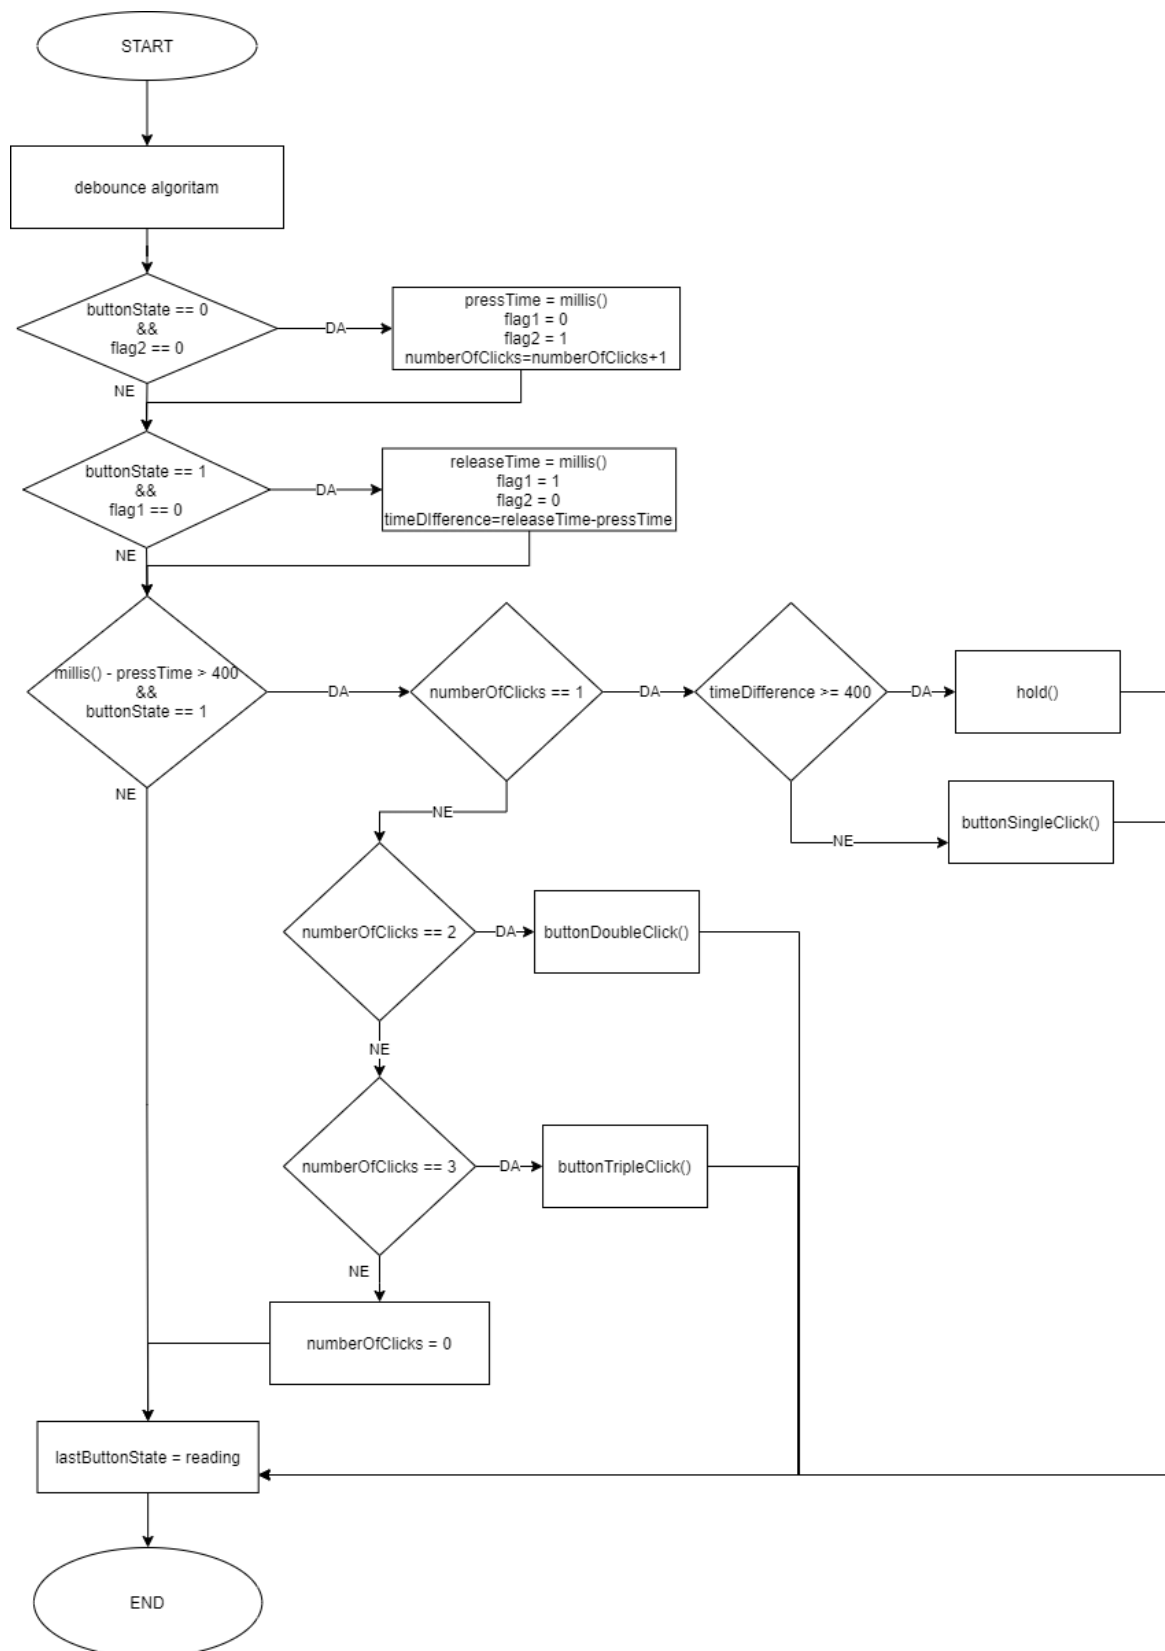 START
debounce algoritam
buttonState == 0
&&
flag2 == 0
DA
pressTime = millis()
flag1 = 0
flag2 = 1
numberOfClicks=numberOfClicks+1
NE
buttonState == 1
&&
flag1 == 0
DA
releaseTime = millis()
flag1 = 1
flag2 = 0
timeDIfference=releaseTime-pressTime
NE
millis() - pressTime > 400
&&
buttonState == 1
DA
numberOfClicks == 1
DA
timeDifference >= 400
DA
hold()
NE
NE
NE
buttonSingleClick()
numberOfClicks == 2
DA
buttonDoubleClick()
NE
numberOfClicks == 3
DA
buttonTripleClick()
NE
numberOfClicks = 0
lastButtonState = reading
END